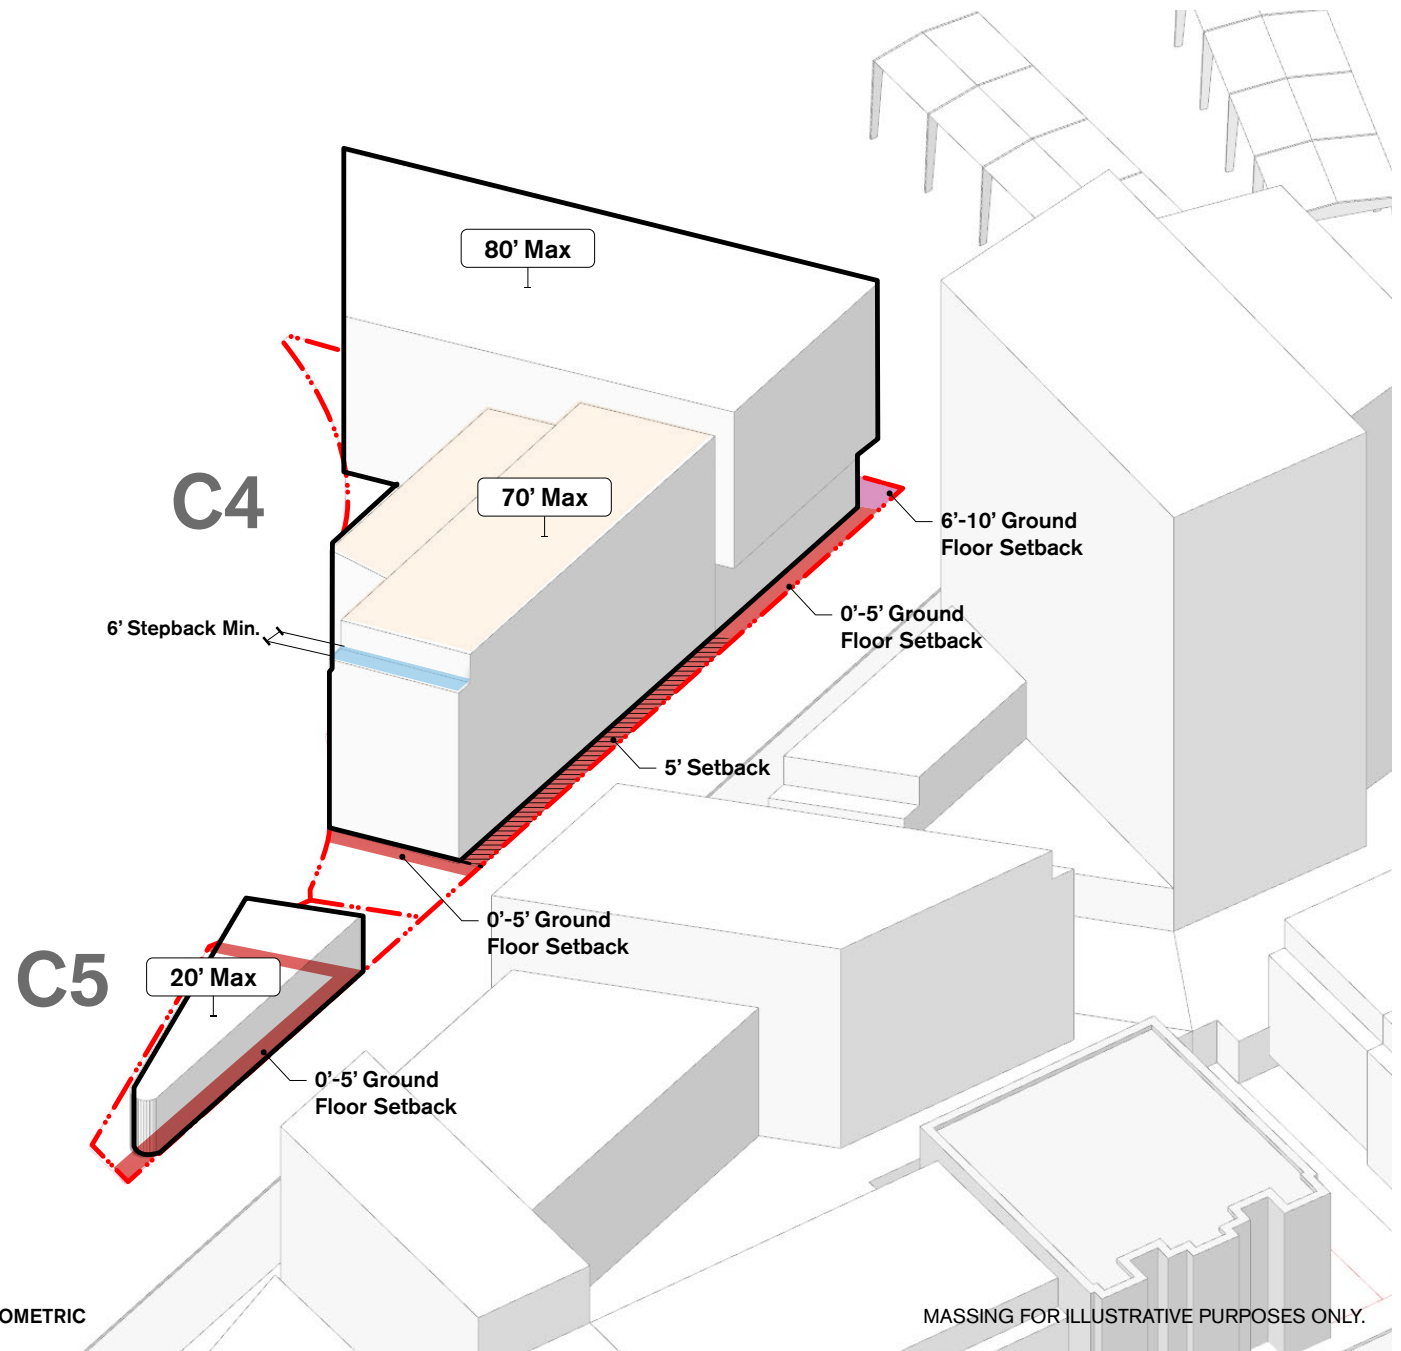 80’ Max
C4
70’ Max
6’-10’ Ground
Floor Setback
0’-5’ Ground
Floor Setback
6’ Stepback Min.
5’ Setback
0’-5’ Ground
Floor Setback
C5
20’ Max
0’-5’ Ground
Floor Setback
OMETRIC
MASSING FOR ILLUSTRATIVE PURPOSES ONLY.